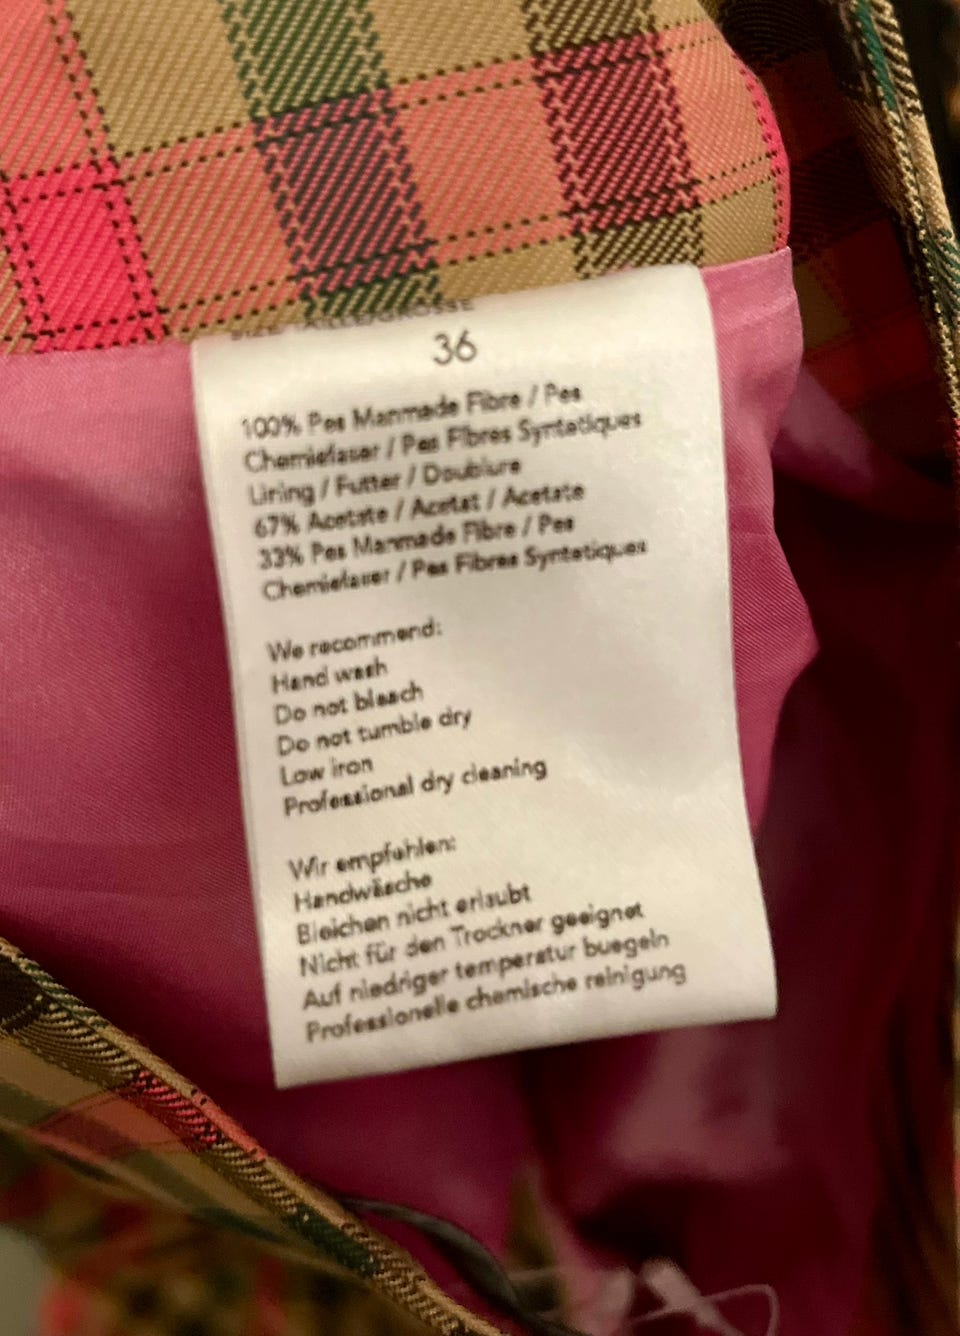 36
100% Pes Manmade Fibre / Pes
Chemiefaser / Pes Fibres Syntetiques
Lining / Futter / Doublure
67% Acetate / Acetat / Acetate
33% Pes Manmade Fibre / Pes
Chemiefaser / Pes Fibres Syntetiques
We recommend:
Hand wash
Do not bleach
Do not tumble dry
Low iron
Professional dry cleaning
Wir empfehlen:
Handwäsche
Bleichen nicht erlaubt
Nicht für den Trockner geeignet
Auf niedriger temperatur buegeln
Professionelle chemische reinigung